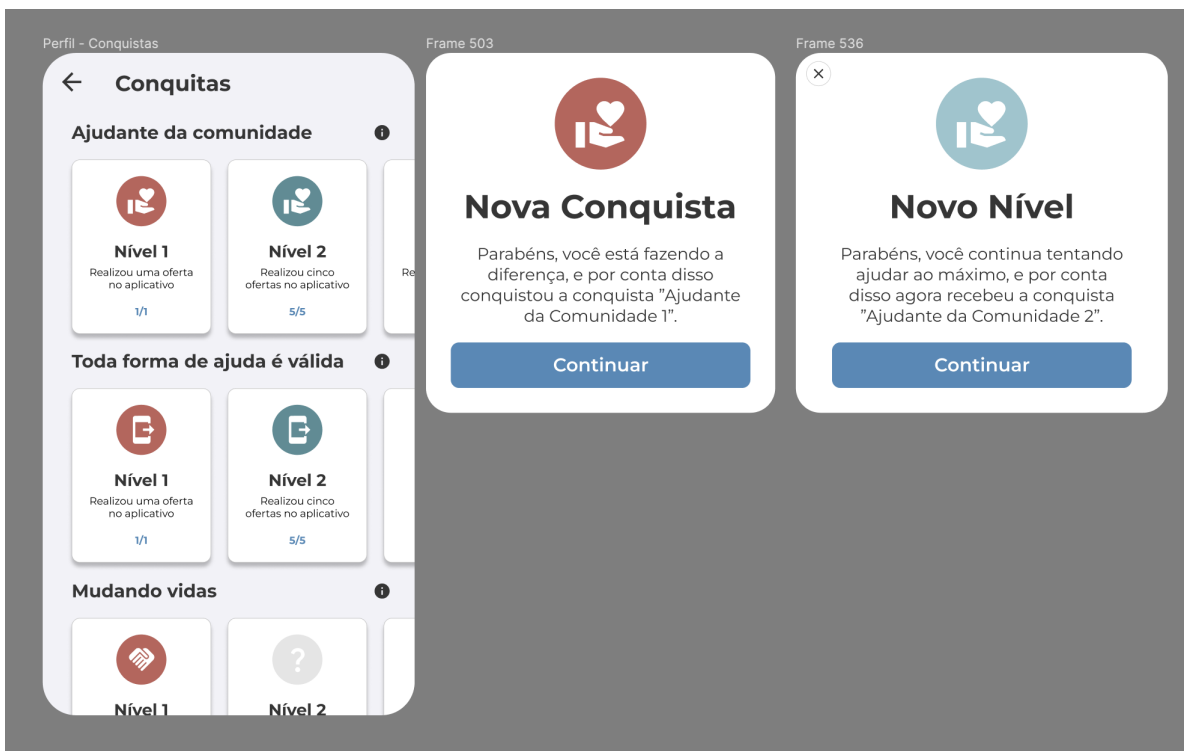 Perfil - Conquistas
Conquitas
Ajudante da comunidade
Nível 1
Realizou uma oferta
no aplicativo
1/1
Nível 2
Realizou cinco
ofertas no aplicativo
5/5
Re
Toda forma de ajuda é válida
Nível 1
Realizou uma oferta
no aplicativo
1/1
Nível 2
Realizou cinco
ofertas no aplicativo
5/5
Mudando vidas
?
Nível 1
Nível 2
Frame 503
Nova Conquista
Parabéns, você está fazendo a
diferença, e por conta disso
conquistou a conquista ”Ajudante
da Comunidade 1”.
Continuar
Frame 536
Novo Nível
Parabéns, você continua tentando
ajudar ao máximo, e por conta
disso agora recebeu a conquista
”Ajudante da Comunidade 2”.
Continuar